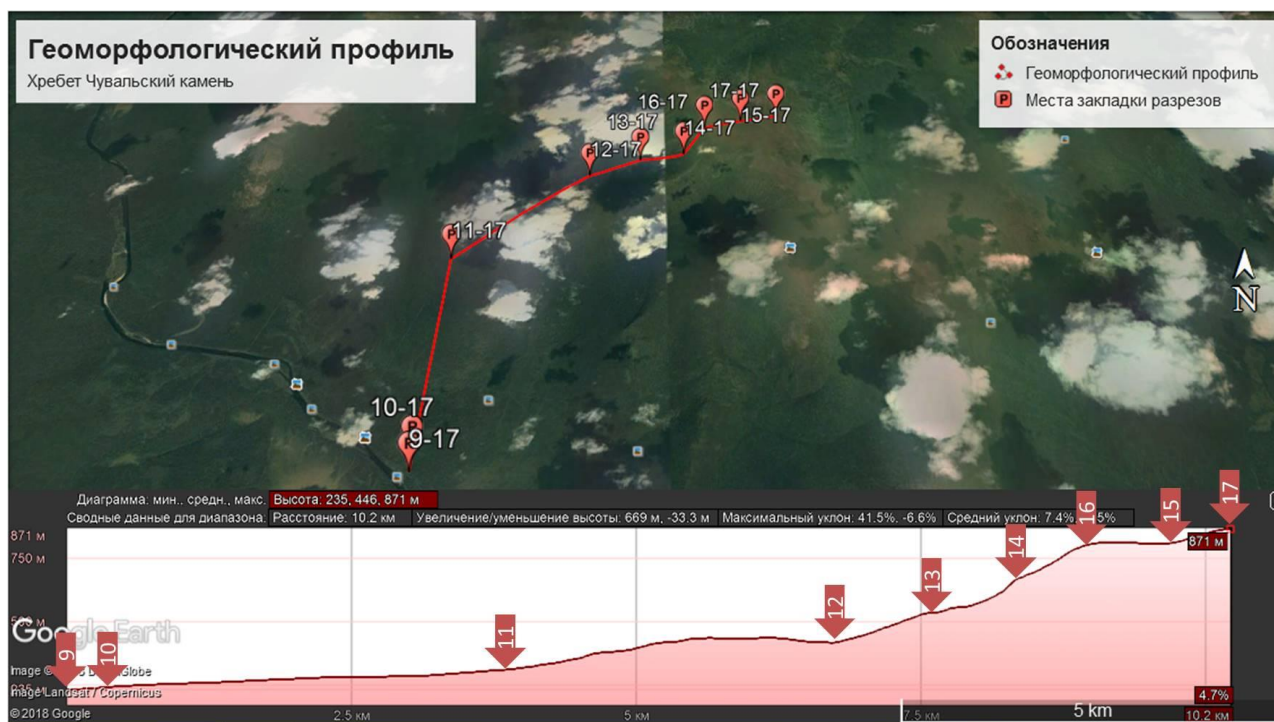 Геоморфологический профиль
Хребет Чувальский камень
Обозначения
Геоморфологический профиль
Места закладки разрезов
16-17
17-17
13-17
15-17
14-17
12-17
11-17
10-17
9-17
N
Диаграмма: мин., средн., макс. Высота: 235, 446, 871 м
Сводные данные для диапазона: Расстояние: 10.2 км Увеличение/уменьшение высоты: 669 м, -33.3 м Максимальный уклон: 41.5%, -6.6% Средний уклон: 7.4%
871 м
750 м
235 м
9
10
11
12
13
14
16
15
17
871 м
Google Earth
Image Landsat / Copernicus
© 2018 Google
2.5 км
5 км
7.5 км
5 km
4.7%
10.2 км